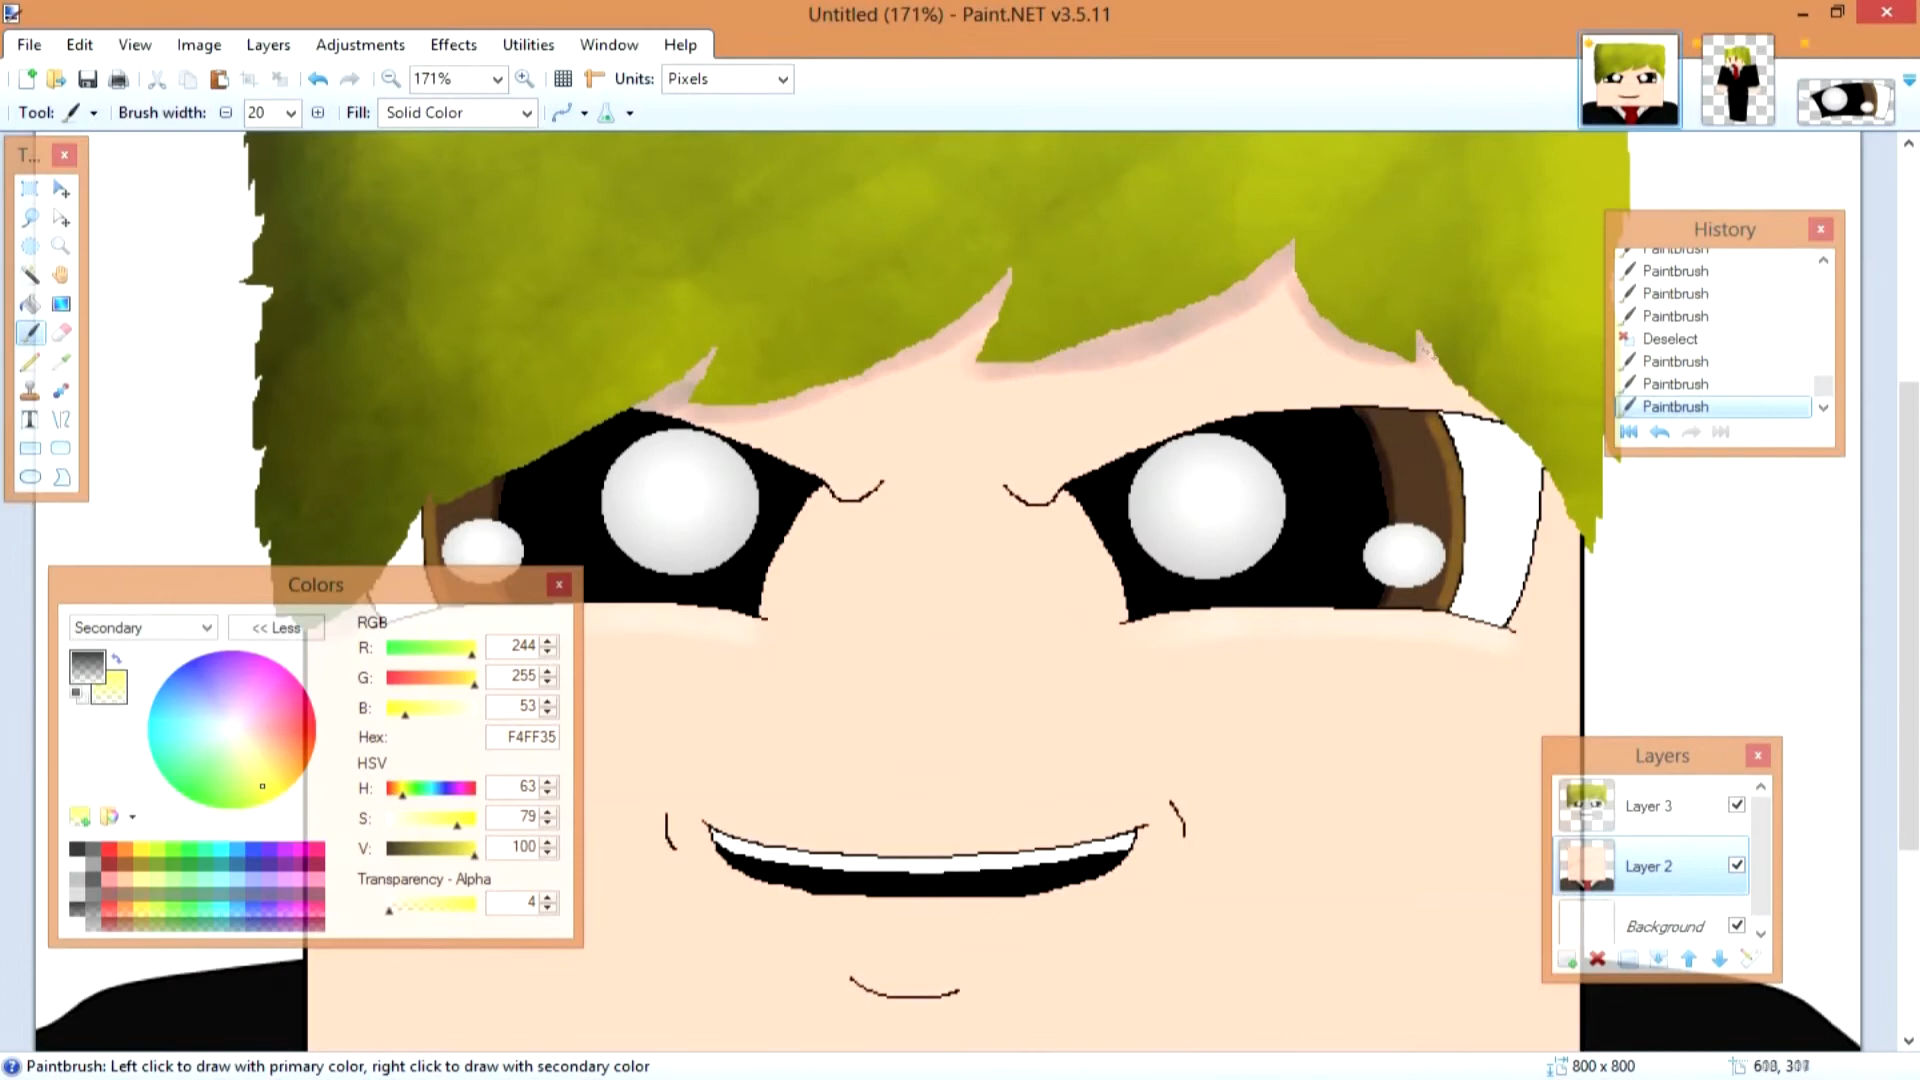 Untitled (171%) - Paint.NET v3.5.11
File Edit View Image Layers Adjustments Effects Utilities Window Help
171% Units: Pixels
Tool: Brush width: 20 Fill: Solid Color
T...
History
Paintbrush
Paintbrush
Paintbrush
Paintbrush
Deselect
Paintbrush
Paintbrush
Paintbrush
Colors
Secondary << Less
RGB
R: 244
G: 255
B: 53
Hex: F4FF35
HSV
H: 63
S: 79
V: 100
Transparency - Alpha
4
Layers
Layer 3
Layer 2
Background
Paintbrush: Left click to draw with primary color, right click to draw with secondary color
800 x 800